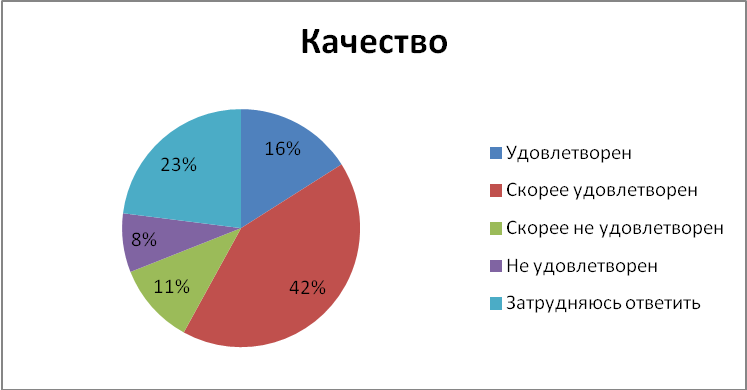 Качество
16%
42%
11%
8%
23%
Удовлетворен
Скорее удовлетворен
Скорее не удовлетворен
Не удовлетворен
Затрудняюсь ответить